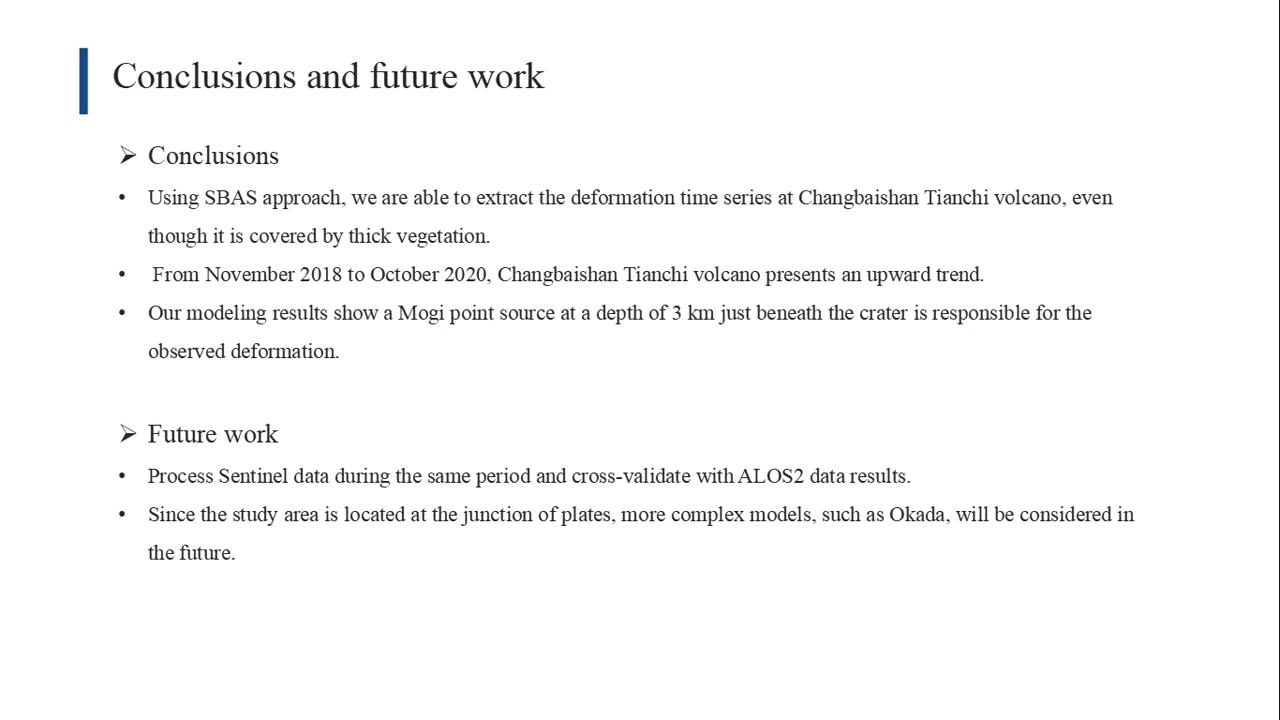 Conclusions and future work
➢ Conclusions
• Using SBAS approach, we are able to extract the deformation time series at Changbaishan Tianchi volcano, even
though it is covered by thick vegetation.
• From November 2018 to October 2020, Changbaishan Tianchi volcano presents an upward trend.
• Our modeling results show a Mogi point source at a depth of 3 km just beneath the crater is responsible for the
observed deformation.
➢ Future work
• Process Sentinel data during the same period and cross-validate with ALOS2 data results.
• Since the study area is located at the junction of plates, more complex models, such as Okada, will be considered in
the future.